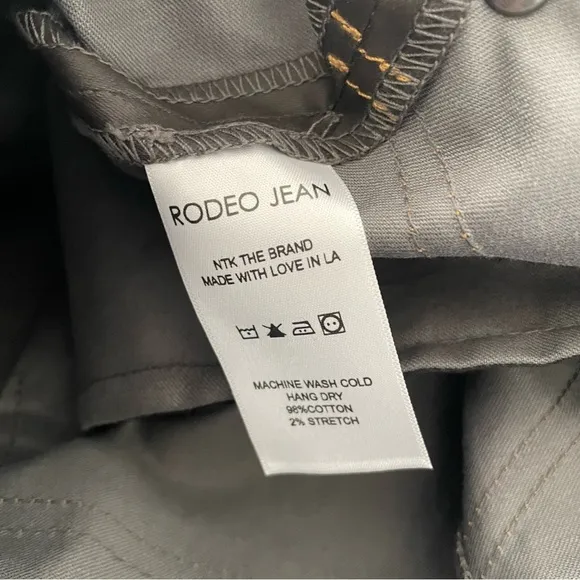 RODEO JEAN
NTK THE BRAND
MADE WITH LOVE IN LA
MACHINE WASH COLD
HANG DRY
98%COTTON
2% STRETCH